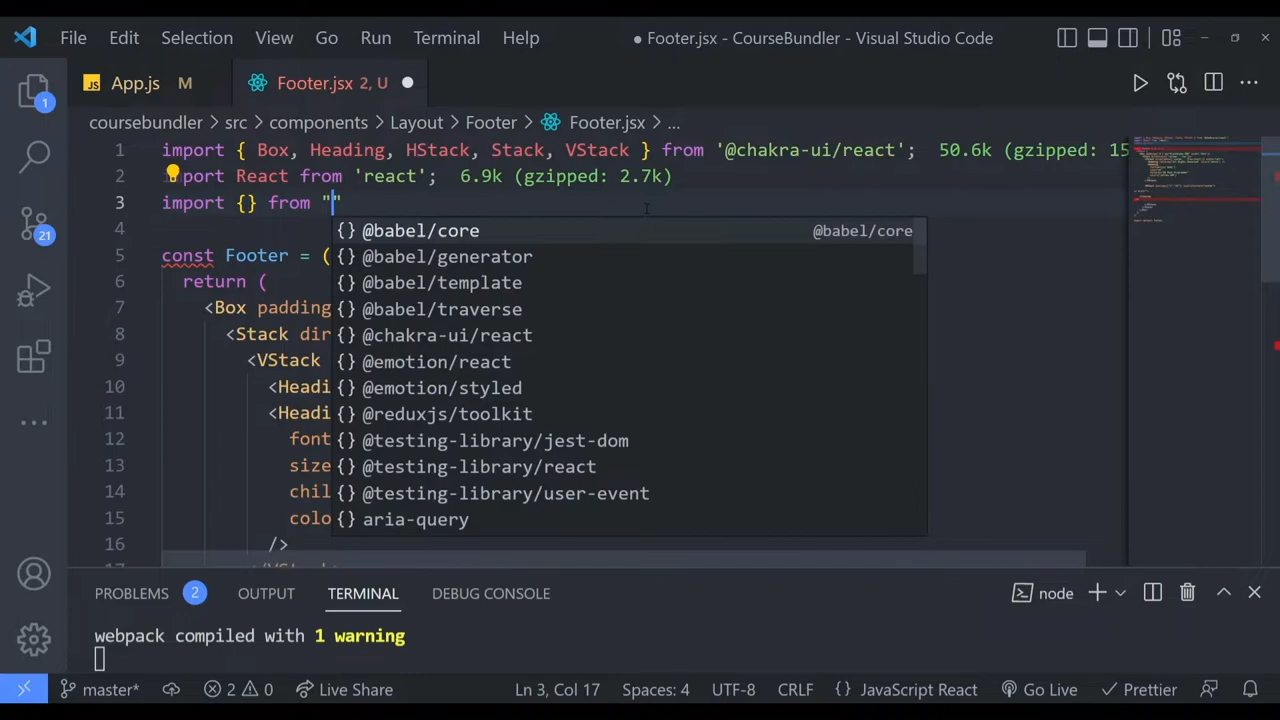 File Edit Selection View Go Run Terminal Help ● Footer.jsx - CourseBundler - Visual Studio Code
JS App.js M Footer.jsx 2, U
coursebundler > src > components > Layout > Footer > Footer.jsx > ...
1 import { Box, Heading, HStack, Stack, VStack } from '@chakra-ui/react'; 50.6k (gzipped: 15
2 import React from 'react'; 6.9k (gzipped: 2.7k)
3 import {} from ""
4
{} @babel/core @babel/core
5 const Footer = (
{} @babel/generator
6 return (
{} @babel/template
7 <Box padding
{} @babel/traverse
8 <Stack dir
{} @chakra-ui/react
9 <VStack
{} @emotion/react
10 <Headi
{} @emotion/styled
11 <Headi
{} @reduxjs/toolkit
12 font
{} @testing-library/jest-dom
13 size
{} @testing-library/react
14 chil
{} @testing-library/user-event
15 colo
{} aria-query
16 />
1
21
PROBLEMS 2 OUTPUT TERMINAL DEBUG CONSOLE node
webpack compiled with 1 warning
master* 2 0 Live Share Ln 3, Col 17 Spaces: 4 UTF-8 CRLF {} JavaScript React Go Live Prettier